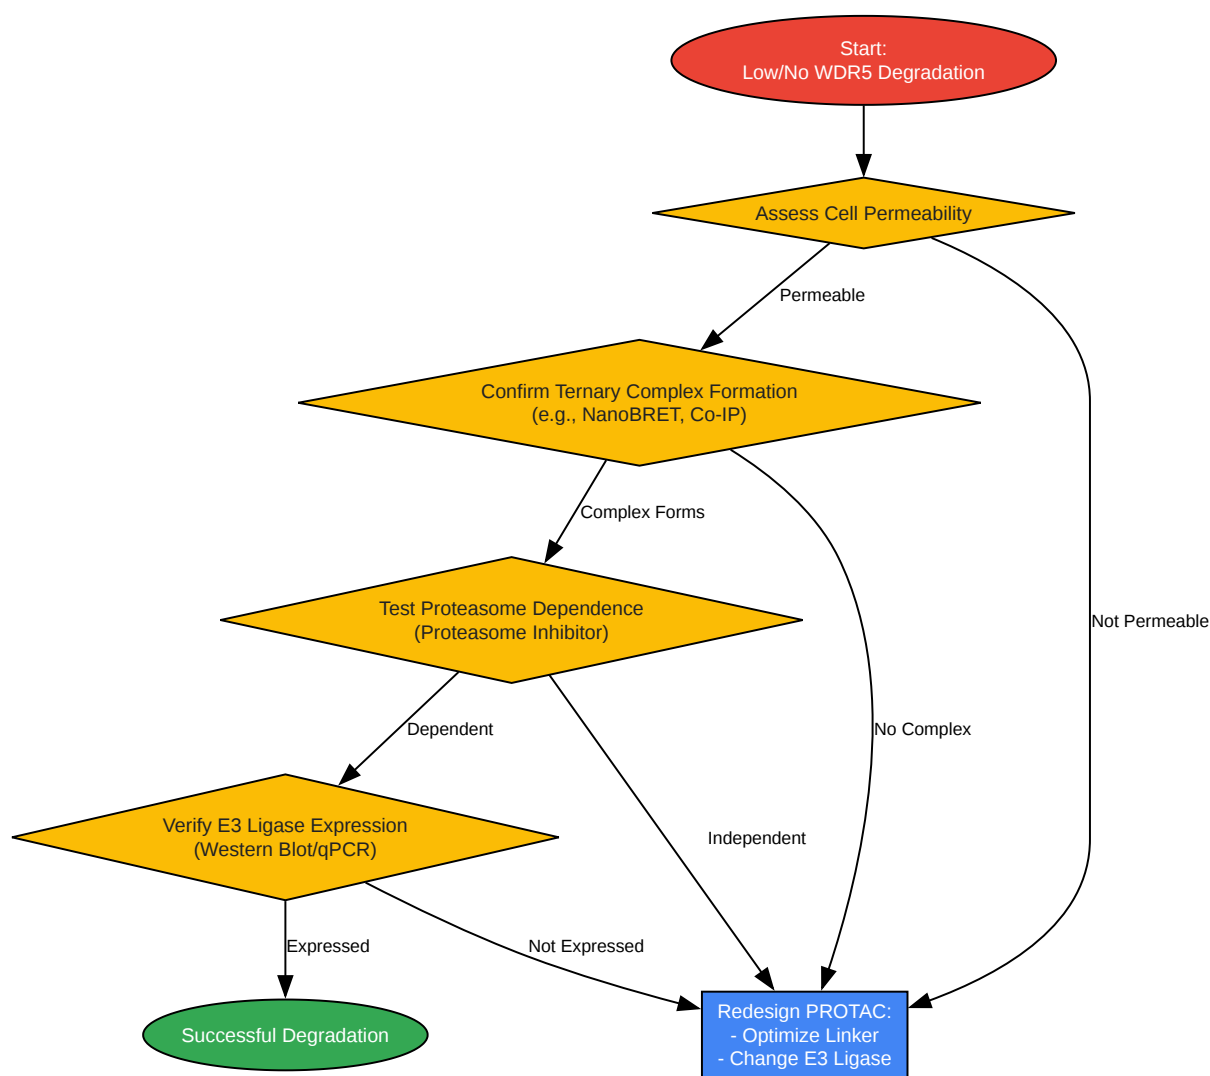 Start:
Low/No WDR5 Degradation
Assess Cell Permeability
Permeable
Confirm Ternary Complex Formation
(e.g., NanoBRET, Co-IP)
Complex Forms
Test Proteasome Dependence
(Proteasome Inhibitor)
Not Permeable
Dependent
No Complex
Verify E3 Ligase Expression
(Western Blot/qPCR)
Independent
Expressed
Not Expressed
Successful Degradation
Redesign PROTAC:
- Optimize Linker
- Change E3 Ligase